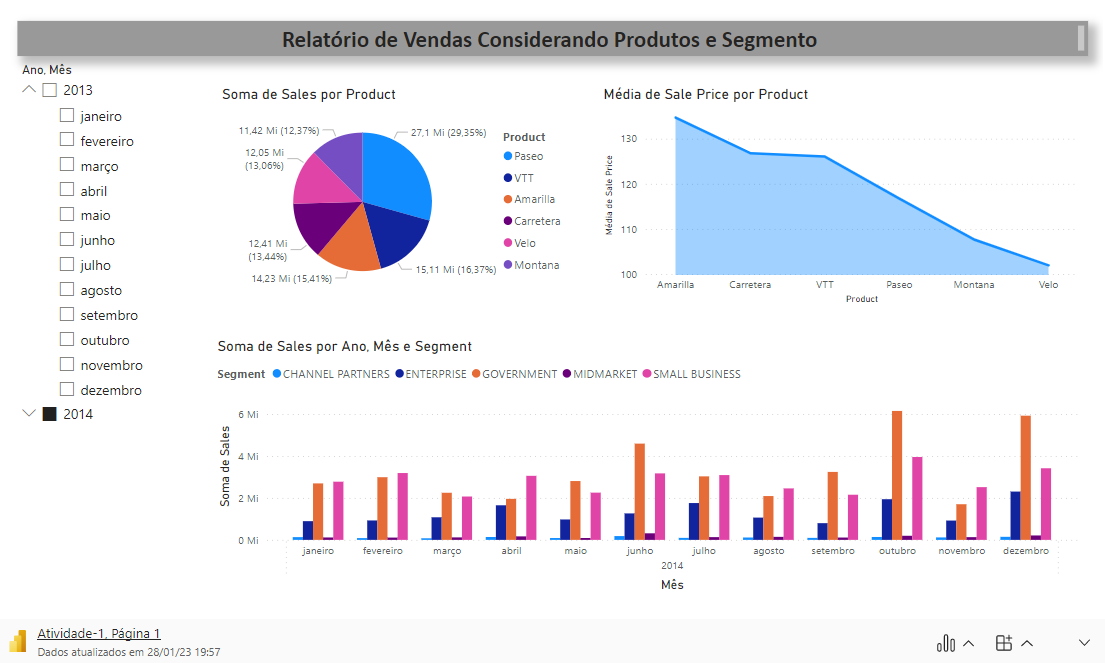 Relatório de Vendas Considerando Produtos e Segmento
Ano, Mês
2013
janeiro
fevereiro
março
abril
maio
junho
julho
agosto
setembro
outubro
novembro
dezembro
2014
Soma de Sales por Product
11,42 Mi (12,37%)
27,1 Mi (29,35%)
12,05 Mi
(13,06%)
12,41 Mi
(13,44%)
14,23 Mi (15,41%)
15,11 Mi (16,37%)
Product
Paseo
VTT
Amarilla
Carretera
Velo
Montana
Média de Sale Price por Product
Média de Sale Price
130
120
110
100
Amarilla Carretera VTT Paseo Montana Velo
Product
Soma de Sales por Ano, Mês e Segment
Segment CHANNEL PARTNERS ENTERPRISE GOVERNMENT MIDMARKET SMALL BUSINESS
Soma de Sales
6 Mi
4 Mi
2 Mi
0 Mi
janeiro fevereiro março abril maio junho julho agosto setembro outubro novembro dezembro
2014
Mês
Atividade-1, Página 1
Dados atualizados em 28/01/23 19:57